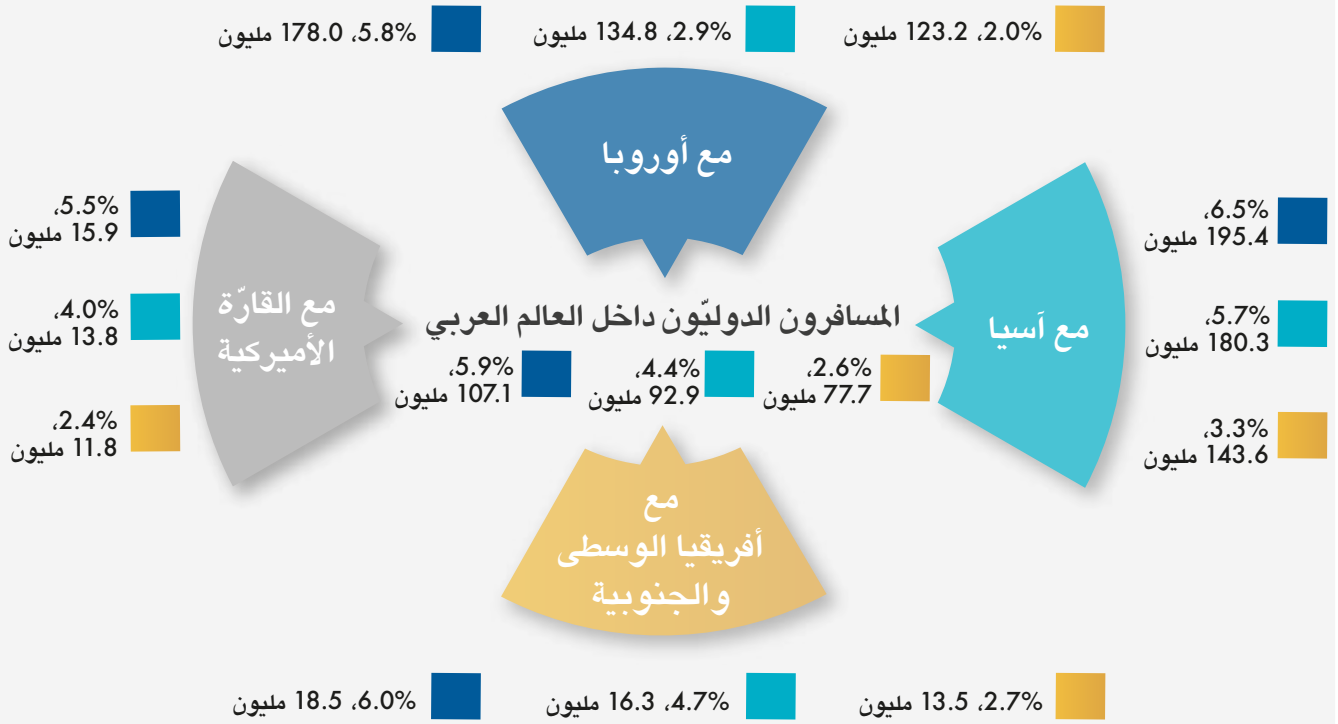 123.2 ،2.0% مليون
134.8 ،2.9% مليون
178.0 ،5.8% مليون
مع أوروبا
6.5%،
195.4 مليون
5.7%،
180.3 مليون
3.3%،
143.6 مليون
مع آسيا
المسافرون الدوليّون داخل العالم العربي
2.6%،
77.7 مليون
4.4%،
92.9 مليون
5.9%،
107.1 مليون
مع القارّة
الأميركية
5.5%،
15.9 مليون
4.0%،
13.8 مليون
2.4%،
11.8 مليون
مع
أفريقيا الوسطى
والجنوبية
13.5 ،2.7% مليون
16.3 ،4.7% مليون
18.5 ،6.0% مليون